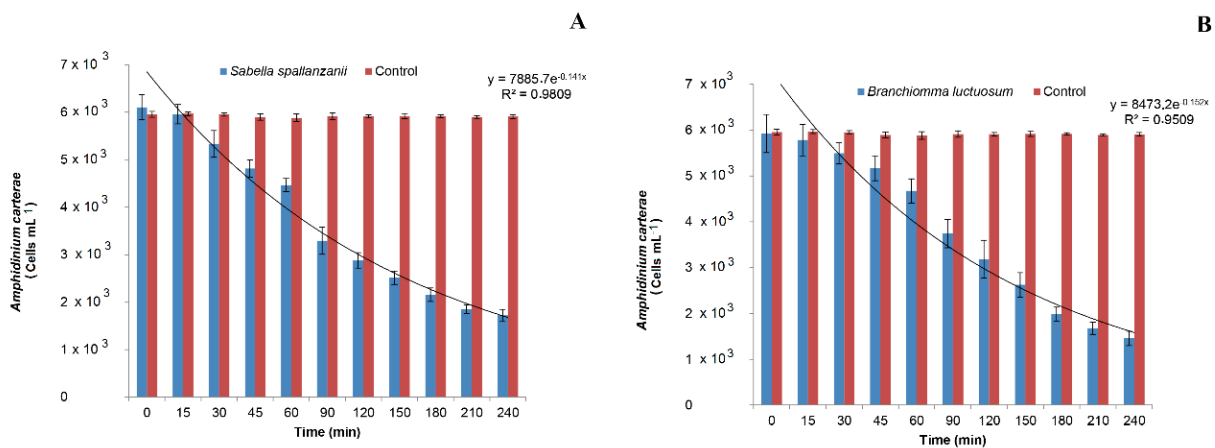 A
7 x 10 3
6 x 10 3
5 x 10 3
4 x 10 3
3 x 10 3
2 x 10 3
1 x 10 3
0
Amphidinium carterae
( Cells mL-1)
Sabella spallanzanii
Control
y = 7885.7e-0.141x
R² = 0.9809
0 15 30 45 60 90 120 150 180 210 240
Time (min)
B
7 x 10 3
6 x 10 3
5 x 10 3
4 x 10 3
3 x 10 3
2 x 10 3
1 x 10 3
0
Amphidinium carterae
( Cells mL-1)
Branchiomma luctuosum
Control
y = 8473,2e-0.152x
R² = 0.9509
0 15 30 45 60 90 120 150 180 210 240
Time (min)